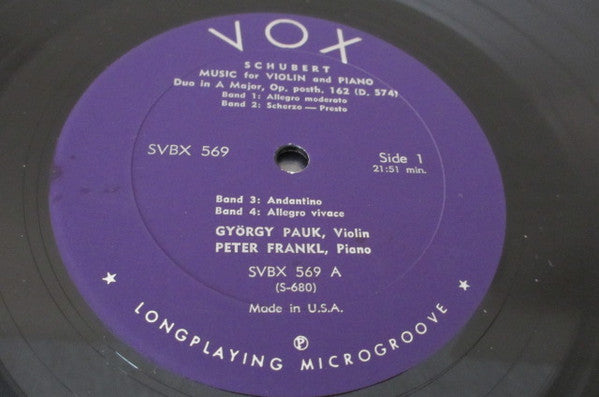 VOX
SCHUBERT
MUSIC for VIOLIN and PIANO
Duo in A Major, Op. posth. 162 (D. 574)
Band 1: Allegro moderato
Band 2: Scherzo — Presto
SVBX 569
Side 1
21:51 min.
Band 3: Andantino
Band 4: Allegro vivace
GYÖRGY PAUK, Violin
PETER FRANKL, Piano
SVBX 569 A
(S-680)
Made in U.S.A.
★ LONGPLAYING MICROGROOVE ★
Ⓟ